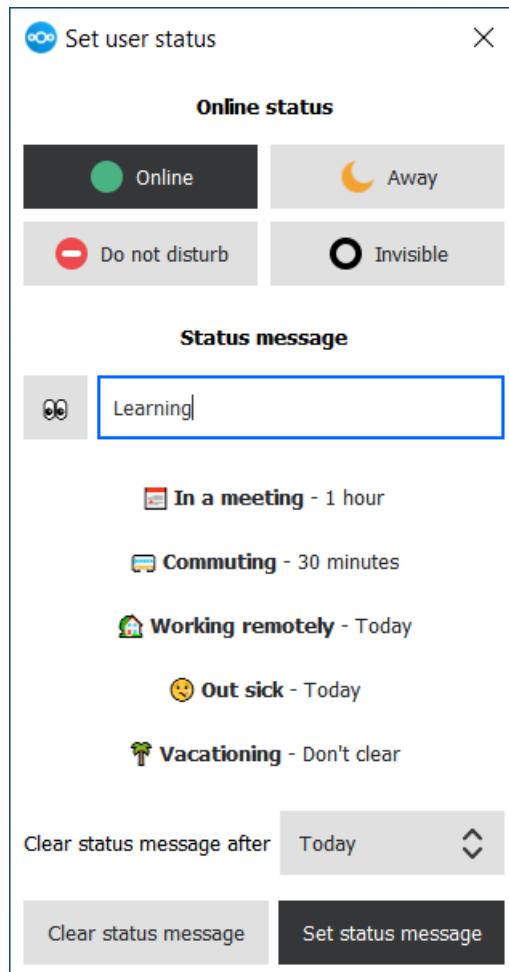 Set user status
Online status
Online Away
Do not disturb Invisible
Status message
Learning
In a meeting - 1 hour
Commuting - 30 minutes
Working remotely - Today
Out sick - Today
Vacationing - Don't clear
Clear status message after Today
Clear status message Set status message